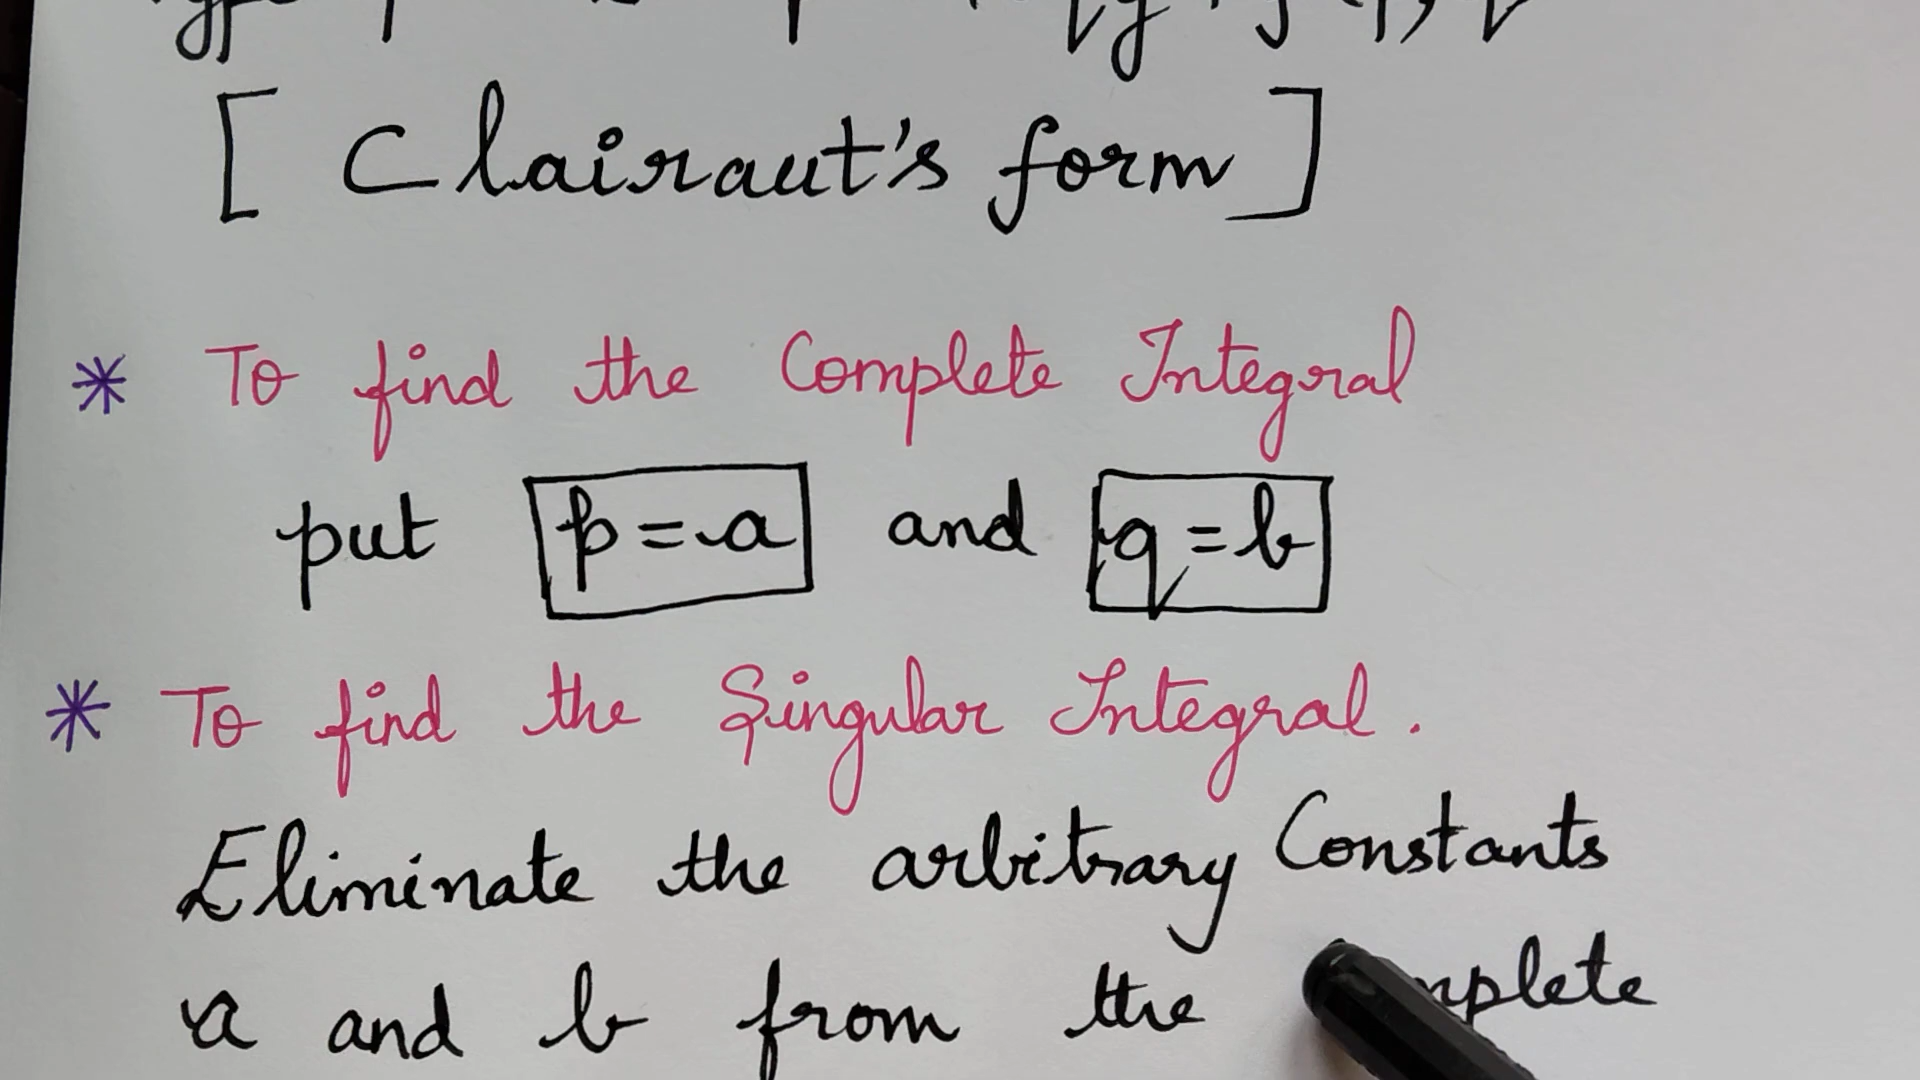 [ Clairaut's form ]
* To find the Complete Integral
put p = a and q = b
* To find the Singular Integral.
Eliminate the arbitrary Constants
a and b from the